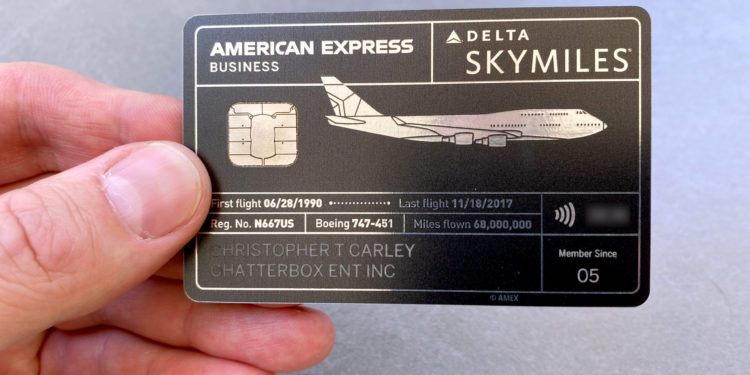 AMERICAN EXPRESS
BUSINESS
DELTA
SKYMILES
First flight 06/28/1990 Last flight 11/18/2017
Reg. No. N667US Boeing 747-451 Miles flown 68,000,000
CHRISTOPHER T CARLEY
CHATTERBOX ENT INC
Member Since
05
© AMEX